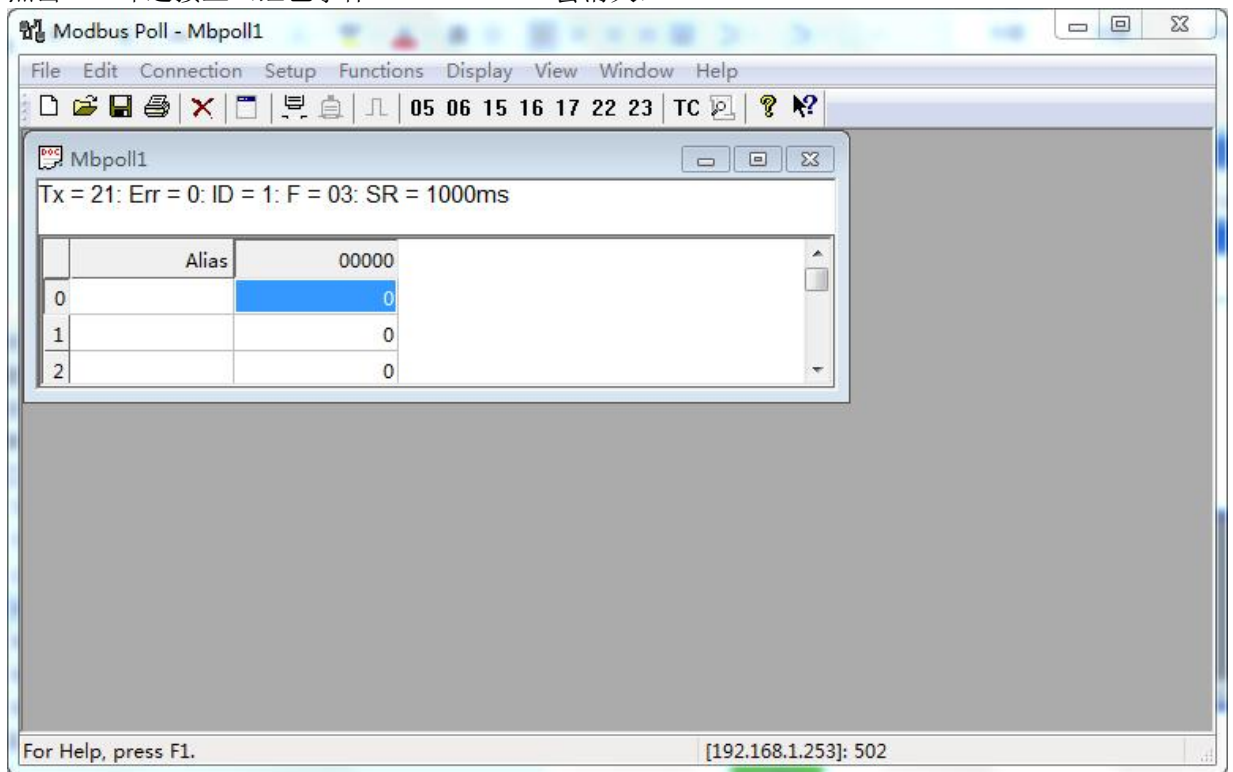 Modbus Poll - Mbpoll1
File Edit Connection Setup Functions Display View Window Help
05 06 15 16 17 22 23 TC
Mbpoll1
Tx = 21: Err = 0: ID = 1: F = 03: SR = 1000ms
Alias 00000
0 0
1 0
2 0
For Help, press F1. [192.168.1.253]: 502